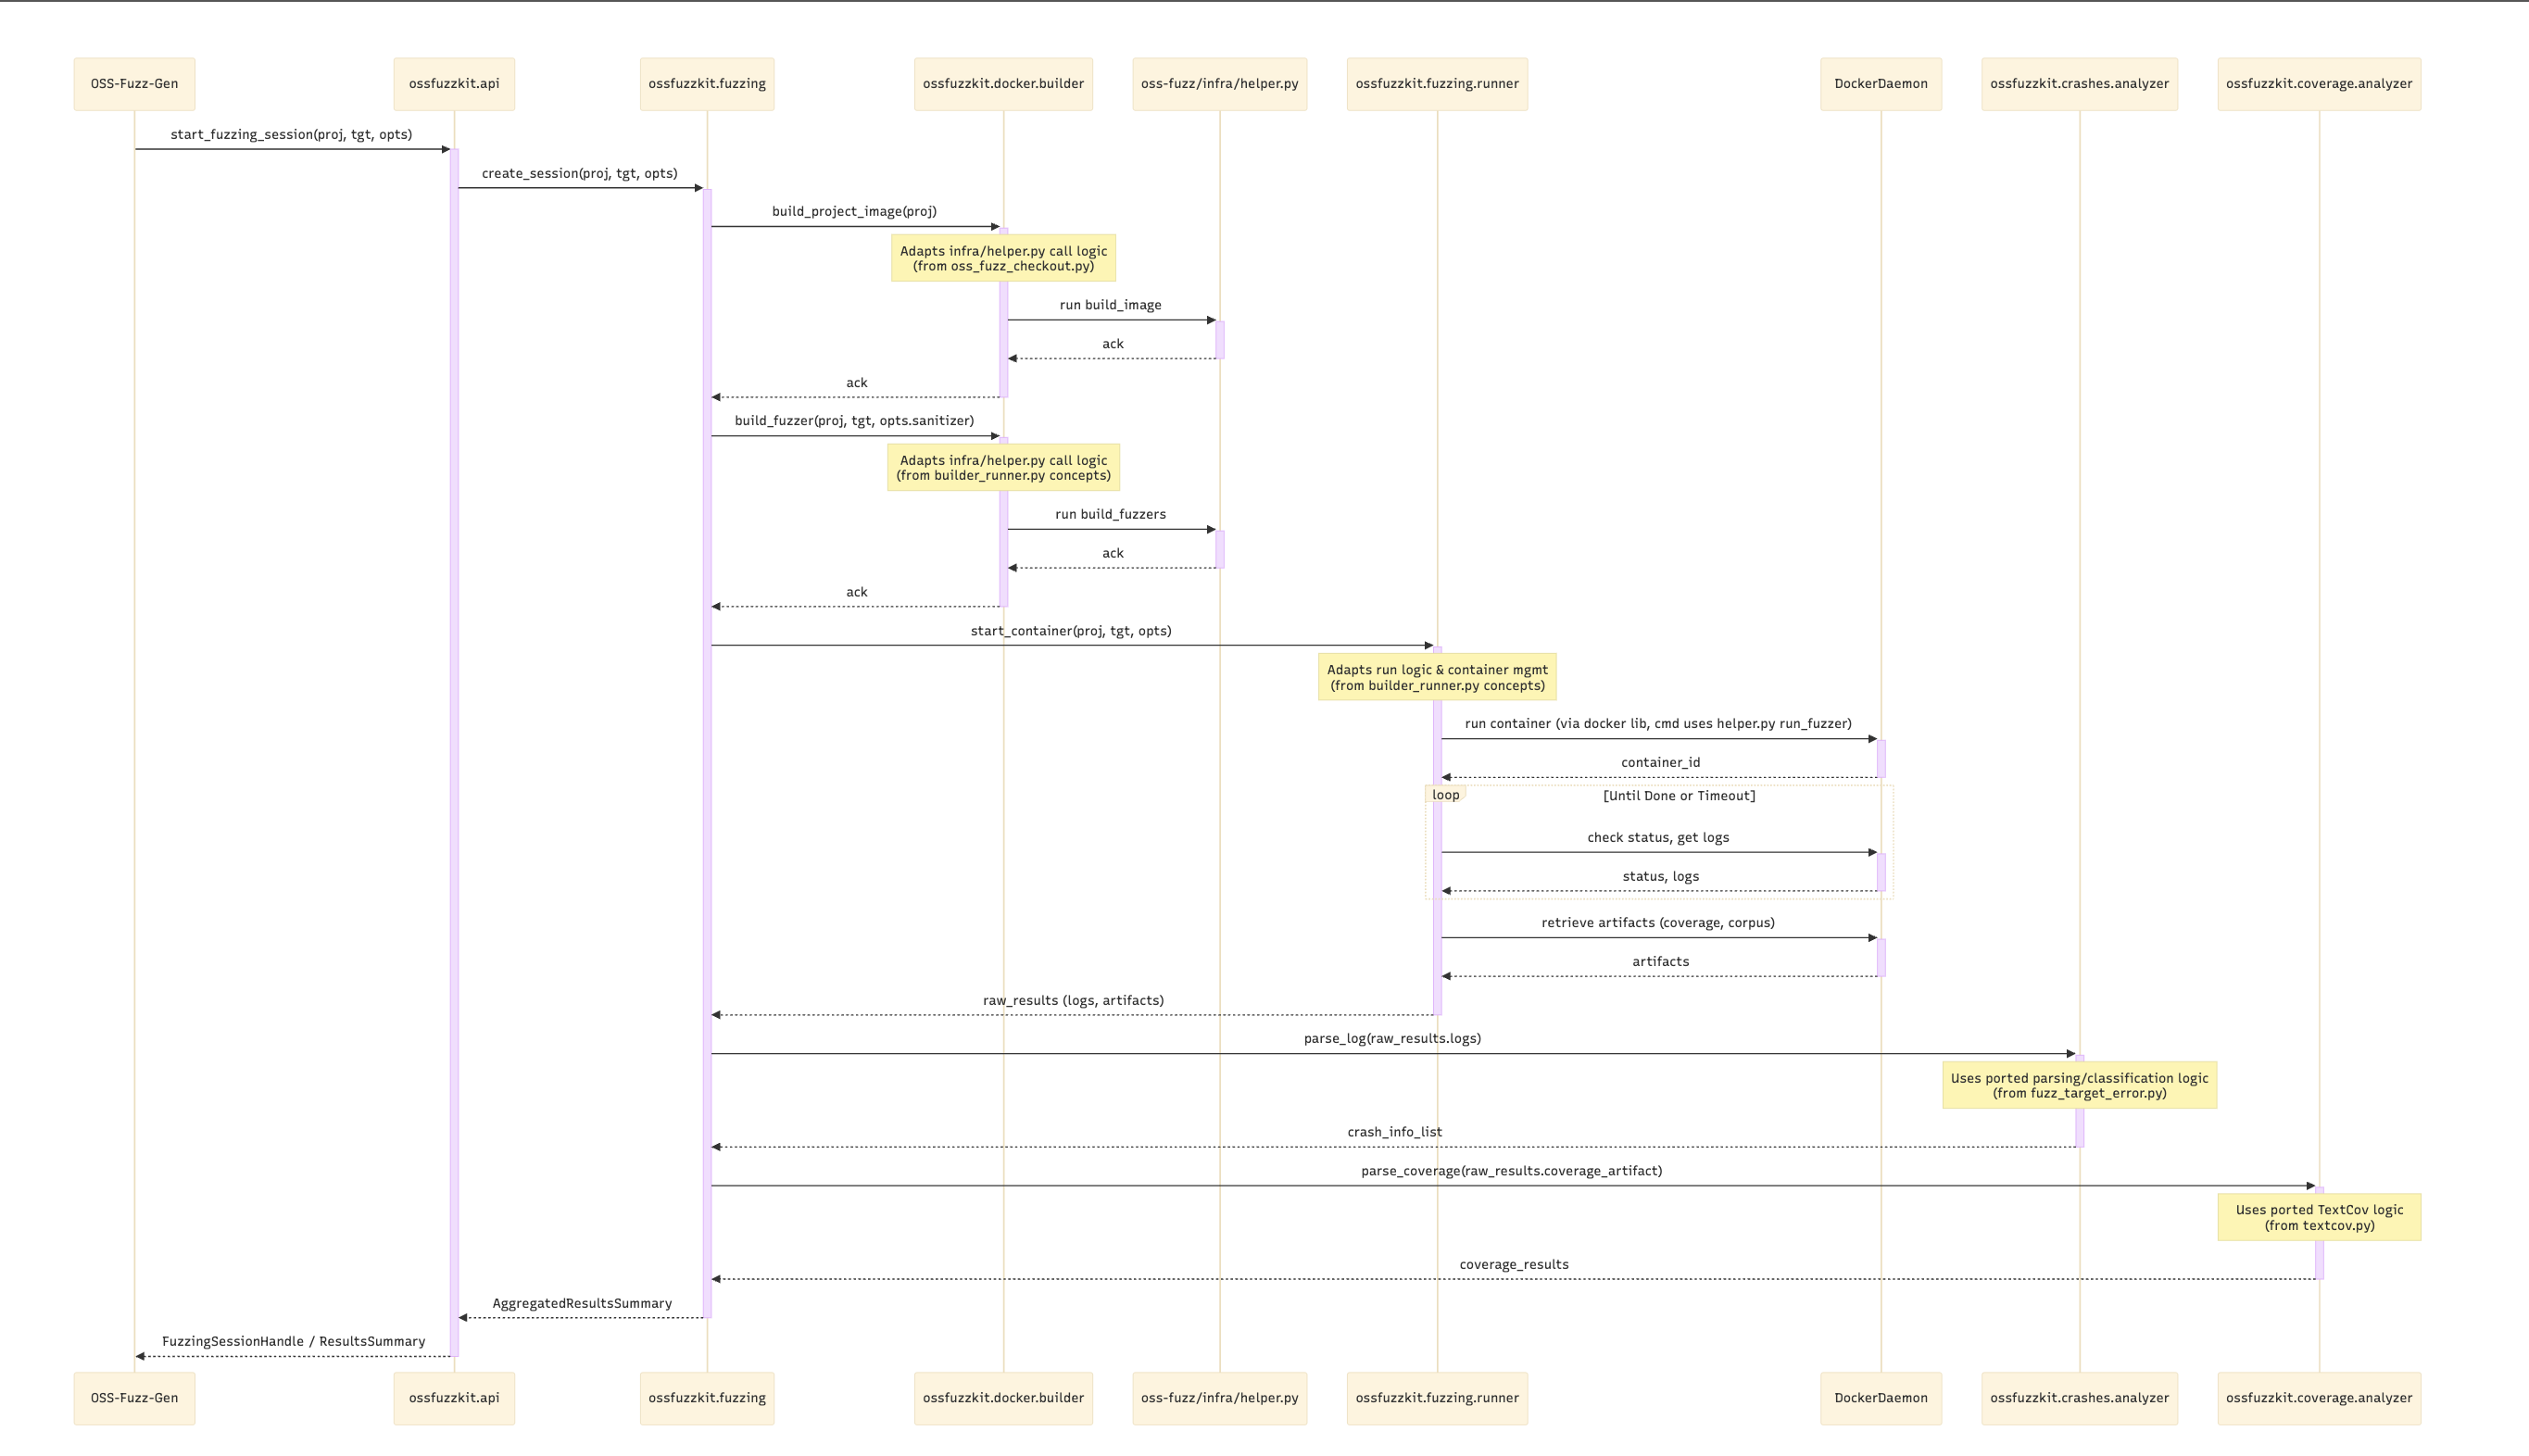 OSS-Fuzz-Gen
ossfuzzkit.api
ossfuzzkit.fuzzing
ossfuzzkit.docker.builder
oss-fuzz/infra/helper.py
ossfuzzkit.fuzzing.runner
DockerDaemon
ossfuzzkit.crashes.analyzer
ossfuzzkit.coverage.analyzer
start_fuzzing_session(proj, tgt, opts)
create_session(proj, tgt, opts)
build_project_image(proj)
Adapts infra/helper.py call logic
(from oss_fuzz_checkout.py)
run build_image
ack
ack
build_fuzzer(proj, tgt, opts.sanitizer)
Adapts infra/helper.py call logic
(from builder_runner.py concepts)
run build_fuzzers
ack
ack
start_container(proj, tgt, opts)
Adapts run logic & container mgmt
(from builder_runner.py concepts)
run container (via docker lib, cmd uses helper.py run_fuzzer)
container_id
loop
[Until Done or Timeout]
check status, get logs
status, logs
retrieve artifacts (coverage, corpus)
artifacts
raw_results (logs, artifacts)
parse_log(raw_results.logs)
Uses ported parsing/classification logic
(from fuzz_target_error.py)
crash_info_list
parse_coverage(raw_results.coverage_artifact)
Uses ported TextCov logic
(from textcov.py)
coverage_results
AggregatedResultsSummary
FuzzingSessionHandle / ResultsSummary
OSS-Fuzz-Gen
ossfuzzkit.api
ossfuzzkit.fuzzing
ossfuzzkit.docker.builder
oss-fuzz/infra/helper.py
ossfuzzkit.fuzzing.runner
DockerDaemon
ossfuzzkit.crashes.analyzer
ossfuzzkit.coverage.analyzer